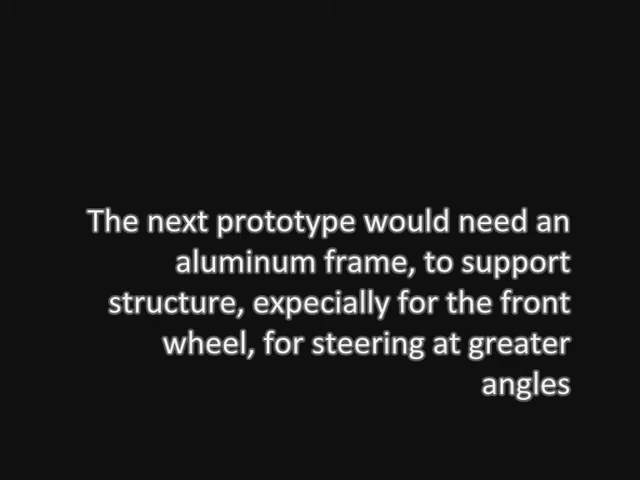 The next prototype would need an
aluminum frame, to support
structure, expecially for the front
wheel, for steering at greater
angles